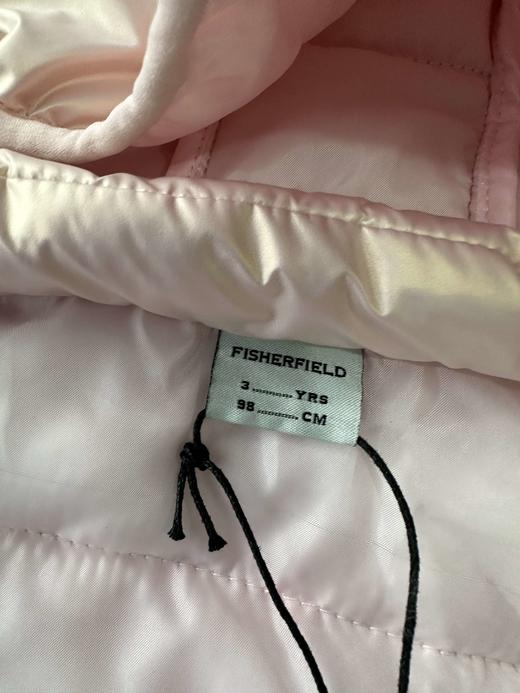 FISHERFIELD
3 ........... YRS
98 ........... CM